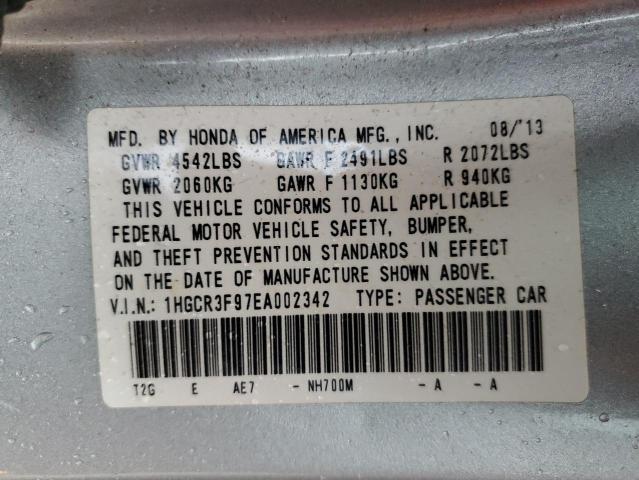 MFD. BY HONDA OF AMERICA MFG., INC. 08/'13
GVWR 4542LBS GAWR F 2491LBS R 2072LBS
GVWR 2060KG GAWR F 1130KG R 940KG
THIS VEHICLE CONFORMS TO ALL APPLICABLE
FEDERAL MOTOR VEHICLE SAFETY, BUMPER,
AND THEFT PREVENTION STANDARDS IN EFFECT
ON THE DATE OF MANUFACTURE SHOWN ABOVE.
V.I.N.: 1HGCR3F97EA002342 TYPE: PASSENGER CAR
T2G E AE7 - NH700M - A - A